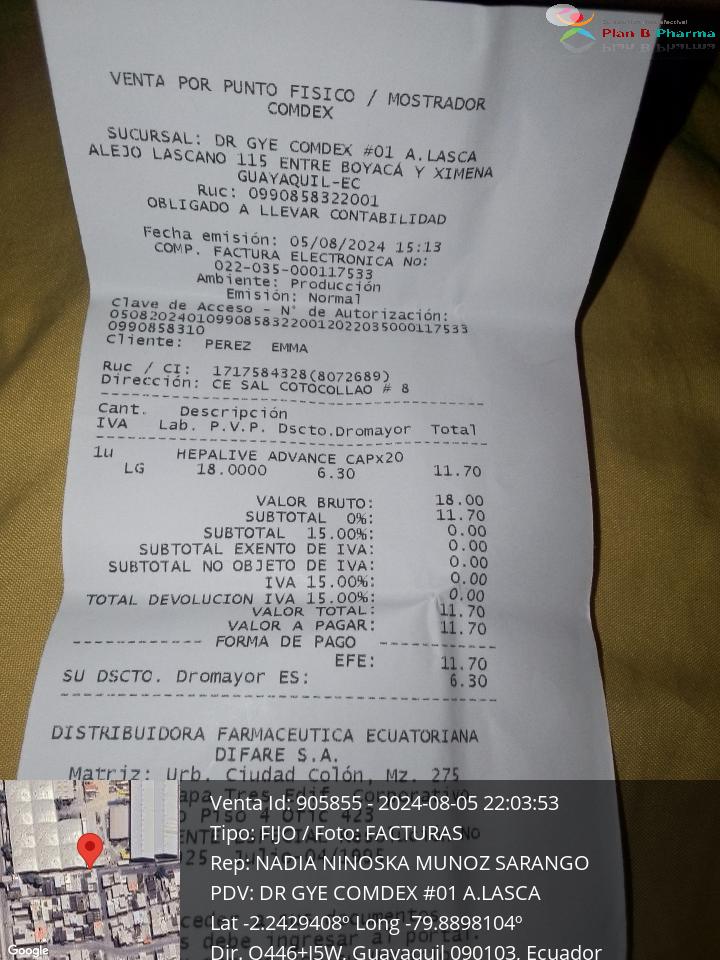 Plan B Pharma
VENTA POR PUNTO FISICO / MOSTRADOR
COMDEX
SUCURSAL: DR GYE COMDEX #01 A.LASCA
ALEJO LASCANO 115 ENTRE BOYACÁ Y XIMENA
GUAYAQUIL-EC
Ruc: 0990858322001
OBLIGADO A LLEVAR CONTABILIDAD
Fecha emisión: 05/08/2024 15:13
COMP. FACTURA ELECTRONICA No:
022-035-000117533
Ambiente: Producción
Emisión: Normal
Clave de Acceso - N° de Autorización:
050820240109908583220012022035000117533
0990858310
Cliente: PEREZ EMMA
Ruc / CI: 1717584328(8072689)
Dirección: CE SAL COTOCOLLAO # 8
Cant. Descripción
IVA Lab. P.V.P. Dscto.Dromayor Total
1u HEPALIVE ADVANCE CAPX20
LG 18.0000 6.30 11.70
VALOR BRUTO: 18.00
SUBTOTAL 0%: 11.70
SUBTOTAL 15.00%: 0.00
SUBTOTAL EXENTO DE IVA: 0.00
SUBTOTAL NO OBJETO DE IVA: 0.00
IVA 15.00%: 0.00
TOTAL DEVOLUCION IVA 15.00%: 0.00
VALOR TOTAL: 11.70
VALOR A PAGAR: 11.70
------------ FORMA DE PAGO ------------
EFE: 11.70
SU DSCTO. Dromayor ES: 6.30
DISTRIBUIDORA FARMACEUTICA ECUATORIANA
DIFARE S.A.
Matriz: Urb. Ciudad Colón, Mz. 275
Piso 4 Ofic 423
Venta Id: 905855 - 2024-08-05 22:03:53
Tipo: FIJO / Foto: FACTURAS
Rep: NADIA NINOSKA MUNOZ SARANGO
PDV: DR GYE COMDEX #01 A.LASCA
Lat -2.2429408º Long -79.8898104º
Dir. Q446+J5W, Guayaquil 090103, Ecuador
Google